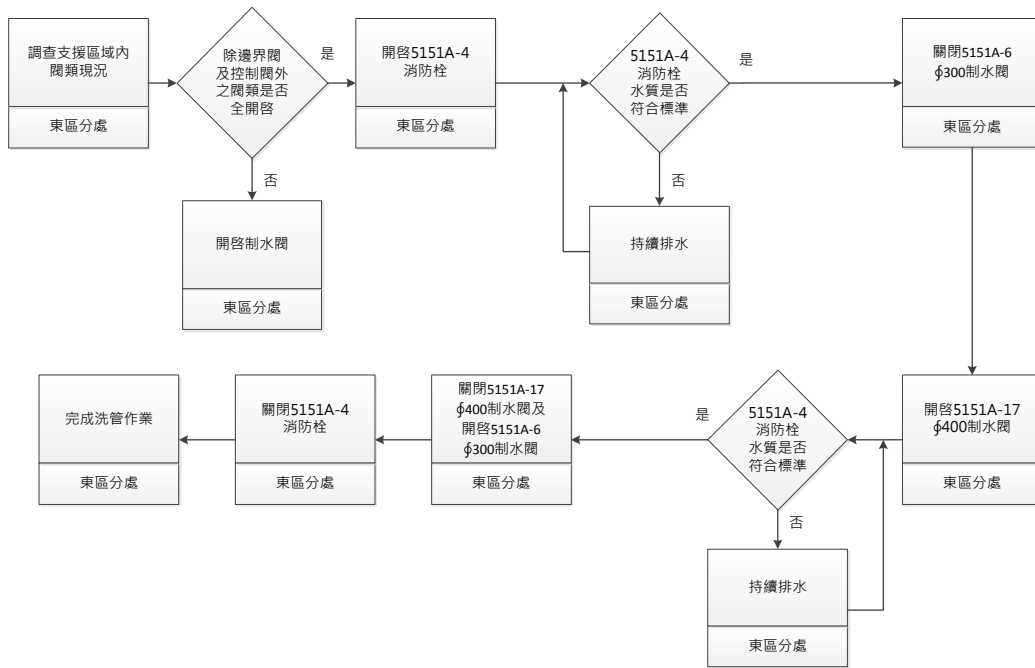 調查支援區域內
閥類現況
東區分處
除邊界閥
及控制閥外
之閥類是否
全開啓
是
否
開啓制水閥
東區分處
開啓5151A-4
消防栓
東區分處
5151A-4
消防栓
水質是否
符合標準
是
否
持續排水
東區分處
關閉5151A-6
∮300制水閥
東區分處
開啓5151A-17
∮400制水閥
東區分處
5151A-4
消防栓
水質是否
符合標準
是
否
持續排水
東區分處
關閉5151A-17
∮400制水閥及
開啓5151A-6
∮300制水閥
東區分處
關閉5151A-4
消防栓
東區分處
完成洗管作業
東區分處